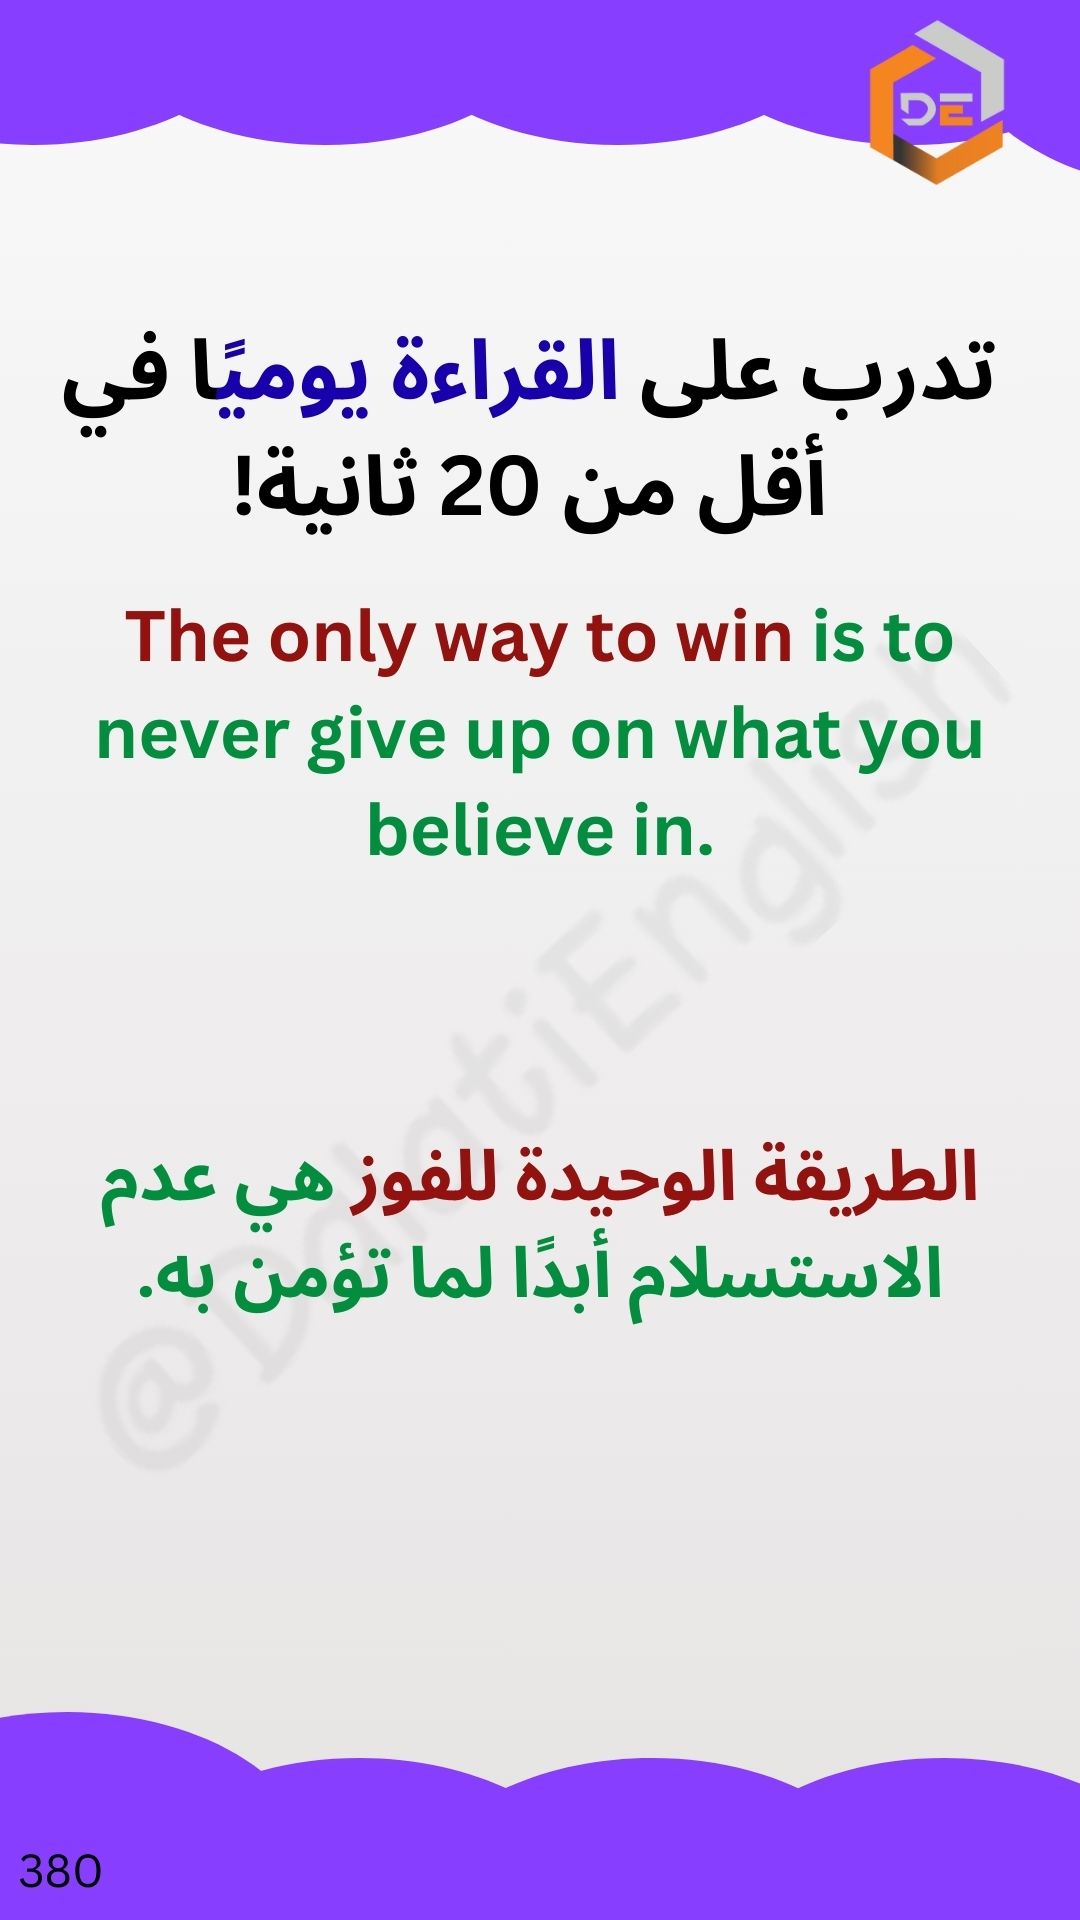 DE
تدرب على القراءة يوميًا في
أقل من 20 ثانية!
The only way to win is to
never give up on what you
believe in.
الطريقة الوحيدة للفوز هي عدم
الاستسلام أبدًا لما تؤمن به.
@DdatiEnglish
380